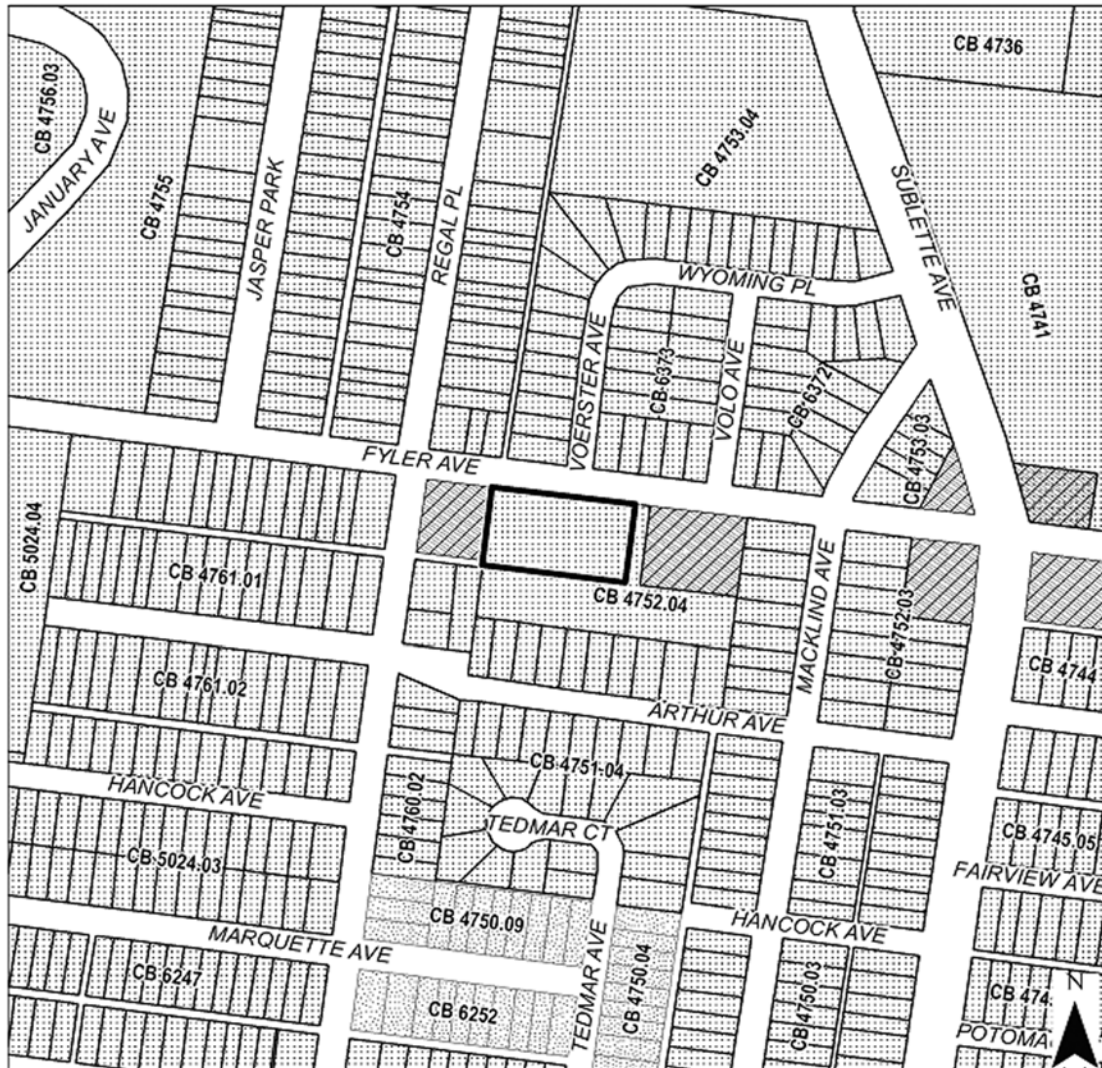 CB 4736
CB 4756.03
JANUARY AVE
CB 4755
JASPER PARK
CB 4754
REGAL PL
CB 4753.04
SUBLETTE AVE
CB 4741
WYOMING PL
VOERSTER AVE
CB 6373
VOLO AVE
CB 6372
CB 4753.03
FYLER AVE
CB 5024.04
CB 4761.01
CB 4752.04
MACKLIND AVE
CB 4752.03
CB 4744
CB 4761.02
ARTHUR AVE
CB 4751.04
HANCOCK AVE
CB 4760.02
TEDMAR CT
CB 4751.03
CB 4745.05
CB 5024.03
FAIRVIEW AVE
CB 4750.09
HANCOCK AVE
MARQUETTE AVE
CB 6247
CB 6252
TEDMAR AVE
CB 4750.04
CB 4750.03
N